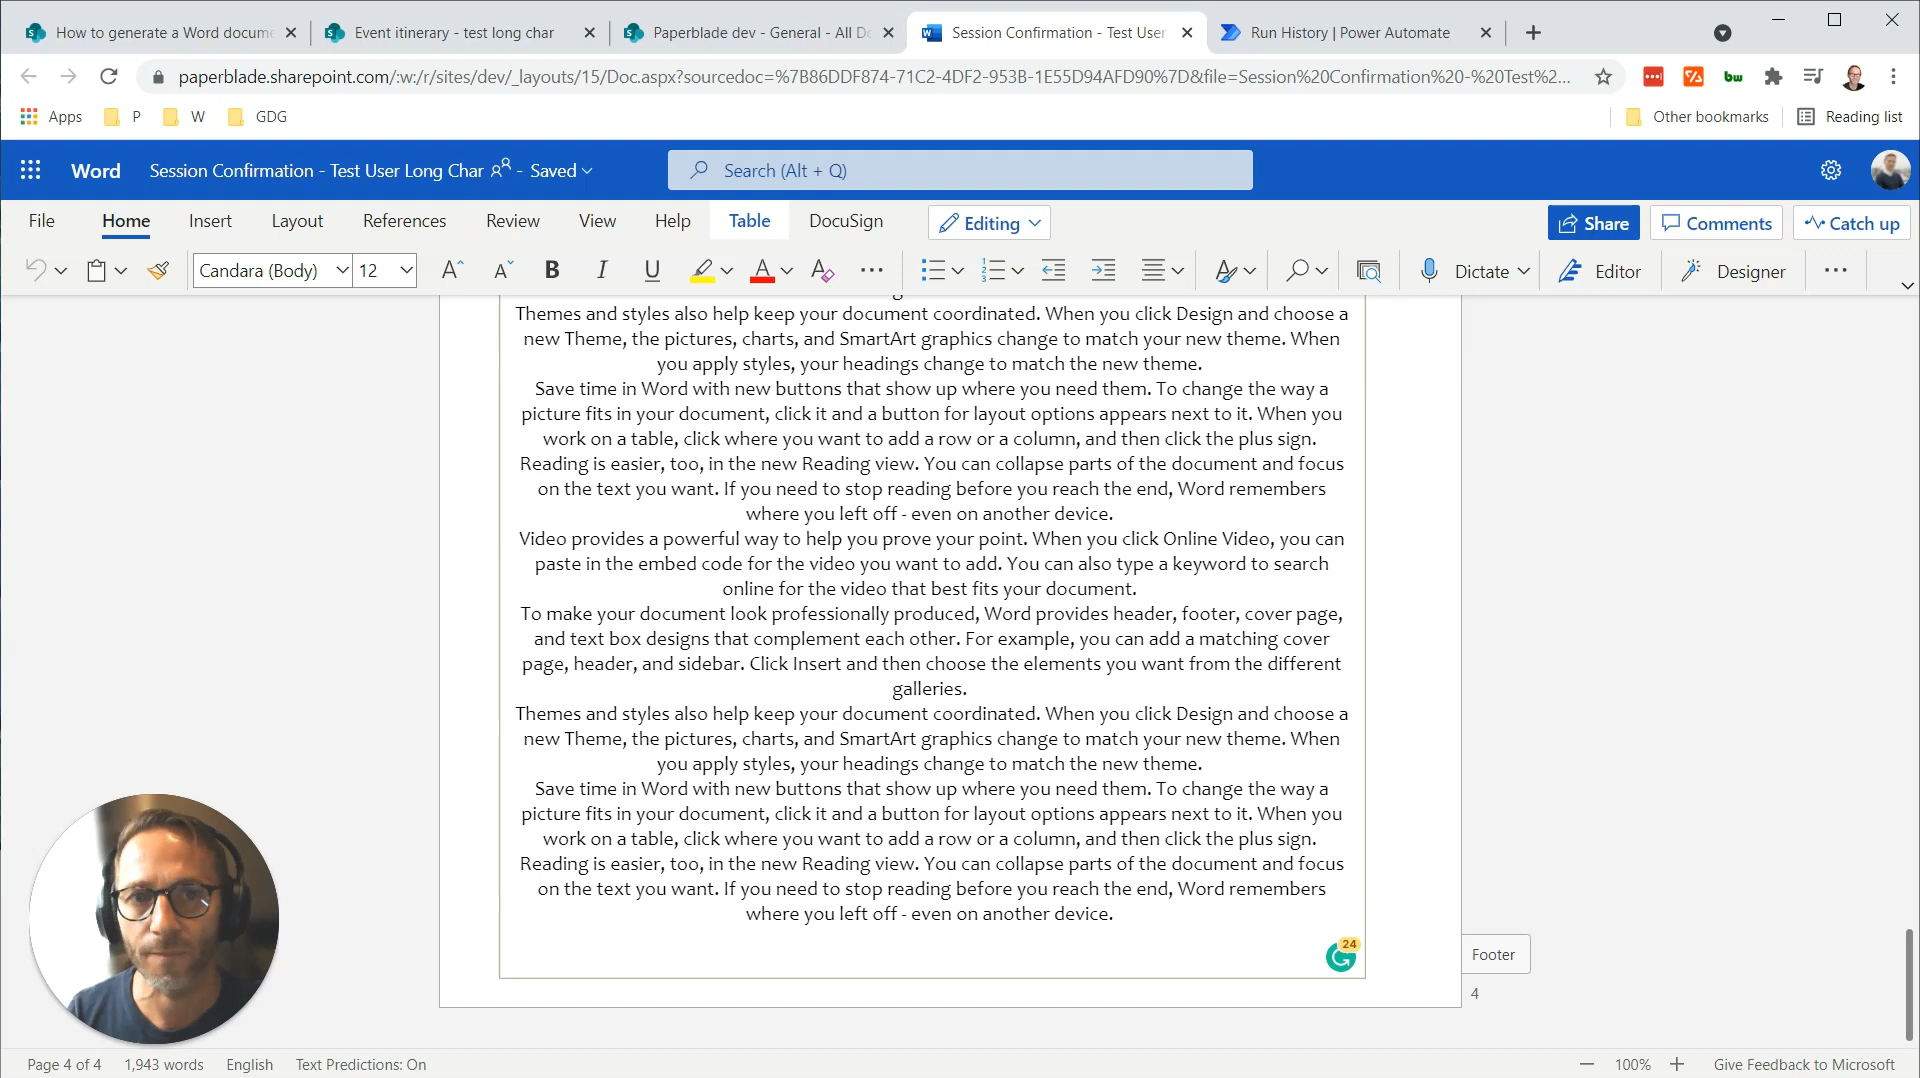 How to generate a Word docume
Event itinerary - test long char
Paperblade dev - General - All Do
Session Confirmation - Test User
Run History | Power Automate
paperblade.sharepoint.com/:w:/r/sites/dev/_layouts/15/Doc.aspx?sourcedoc=%7B86DDF874-71C2-4DF2-953B-1E55D94AFD90%7D&file=Session%20Confirmation%20-%20Test%2...
bw
Apps
P
W
GDG
Other bookmarks
Reading list
Word
Session Confirmation - Test User Long Char
- Saved
Search (Alt + Q)
File
Home
Insert
Layout
References
Review
View
Help
Table
DocuSign
Editing
Share
Comments
Catch up
Candara (Body)
12
A
A
B
I
U
A
A
Dictate
Editor
Designer
Themes and styles also help keep your document coordinated. When you click Design and choose a
new Theme, the pictures, charts, and SmartArt graphics change to match your new theme. When
you apply styles, your headings change to match the new theme.
Save time in Word with new buttons that show up where you need them. To change the way a
picture fits in your document, click it and a button for layout options appears next to it. When you
work on a table, click where you want to add a row or a column, and then click the plus sign.
Reading is easier, too, in the new Reading view. You can collapse parts of the document and focus
on the text you want. If you need to stop reading before you reach the end, Word remembers
where you left off - even on another device.
Video provides a powerful way to help you prove your point. When you click Online Video, you can
paste in the embed code for the video you want to add. You can also type a keyword to search
online for the video that best fits your document.
To make your document look professionally produced, Word provides header, footer, cover page,
and text box designs that complement each other. For example, you can add a matching cover
page, header, and sidebar. Click Insert and then choose the elements you want from the different
galleries.
Themes and styles also help keep your document coordinated. When you click Design and choose a
new Theme, the pictures, charts, and SmartArt graphics change to match your new theme. When
you apply styles, your headings change to match the new theme.
Save time in Word with new buttons that show up where you need them. To change the way a
picture fits in your document, click it and a button for layout options appears next to it. When you
work on a table, click where you want to add a row or a column, and then click the plus sign.
Reading is easier, too, in the new Reading view. You can collapse parts of the document and focus
on the text you want. If you need to stop reading before you reach the end, Word remembers
where you left off - even on another device.
24
Footer
4
Page 4 of 4
1,943 words
English
Text Predictions: On
100%
Give Feedback to Microsoft